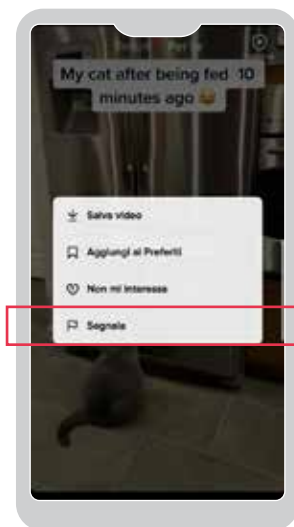 My cat after being fed 10
minutes ago 😂
Salva video
Aggiungi ai Preferiti
Non mi interessa
Segnala